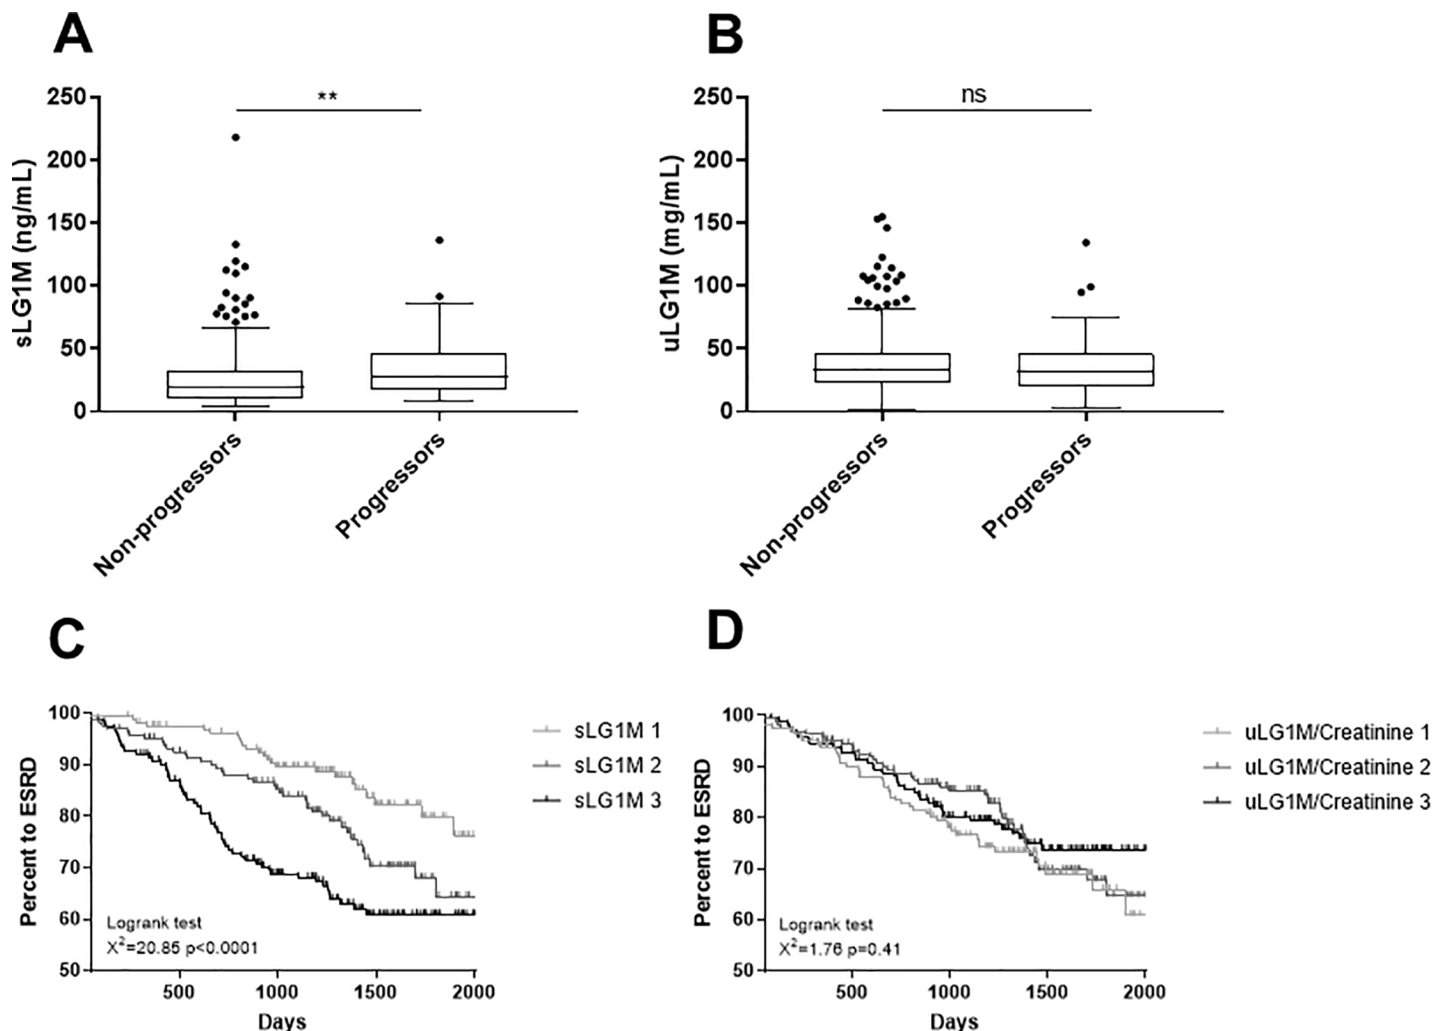 A
B
250
200
150
100
50
0
sLG1M (ng/mL)
**
Non-progressors
Progressors
250
200
150
100
50
0
uLG1M (mg/mL)
ns
Non-progressors
Progressors
C
D
100
90
80
70
60
50
Percent to ESRD
Logrank test
X²=20.85 p<0.0001
500
1000
1500
2000
Days
sLG1M 1
sLG1M 2
sLG1M 3
100
90
80
70
60
50
Percent to ESRD
Logrank test
X²=1.76 p=0.41
500
1000
1500
2000
Days
uLG1M/Creatinine 1
uLG1M/Creatinine 2
uLG1M/Creatinine 3